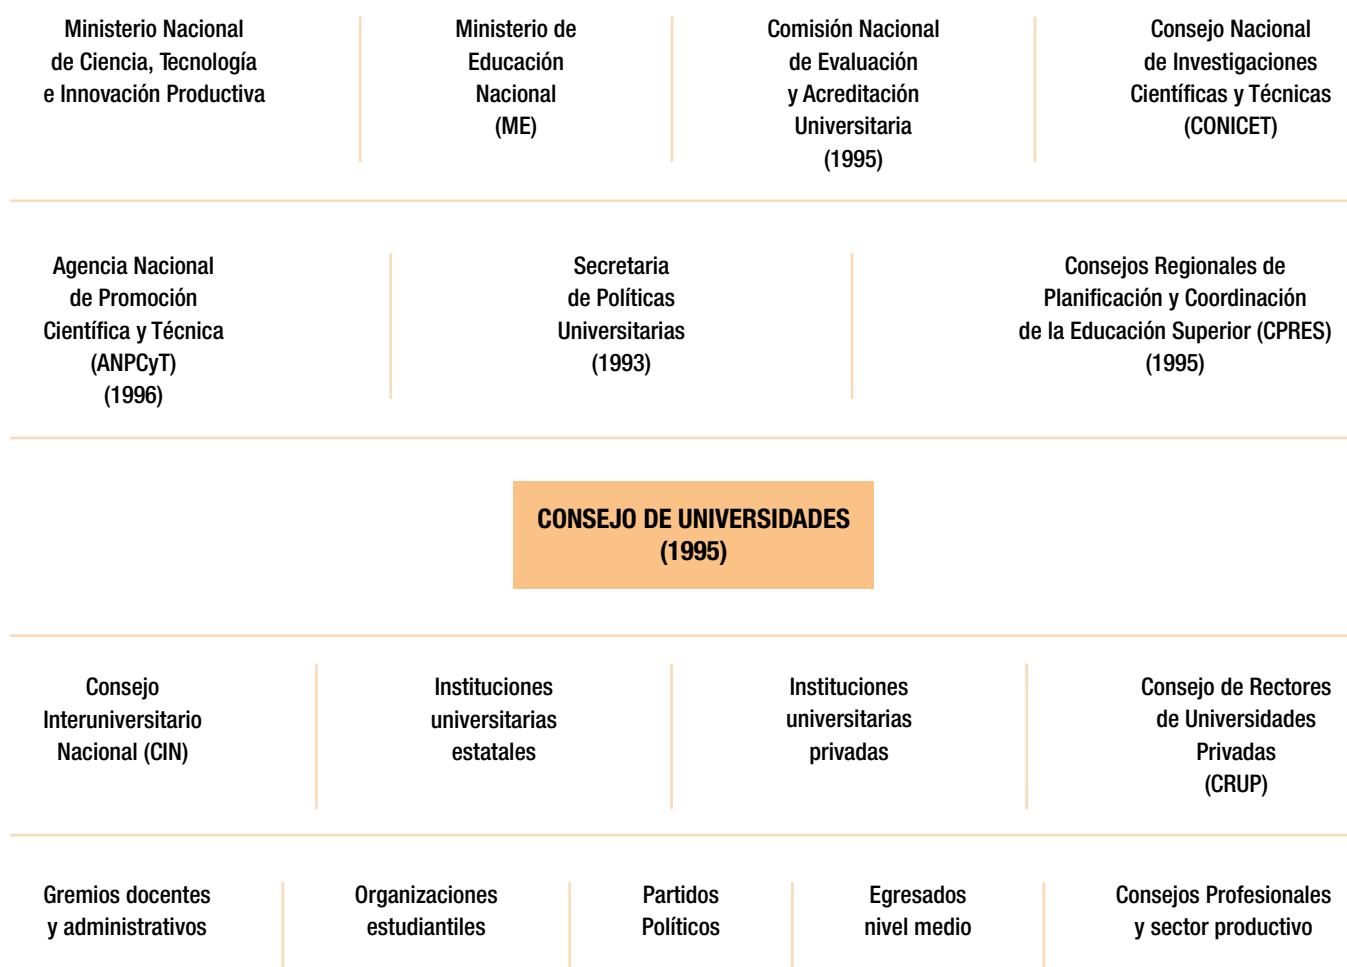 Ministerio Nacional
de Ciencia, Tecnología
e Innovación Productiva
Ministerio de
Educación
Nacional
(ME)
Comisión Nacional
de Evaluación
y Acreditación
Universitaria
(1995)
Consejo Nacional
de Investigaciones
Científicas y Técnicas
(CONICET)
Agencia Nacional
de Promoción
Científica y Técnica
(ANPCyT)
(1996)
Secretaria
de Políticas
Universitarias
(1993)
Consejos Regionales de
Planificación y Coordinación
de la Educación Superior (CPRES)
(1995)
CONSEJO DE UNIVERSIDADES
(1995)
Consejo
Interuniversitario
Nacional (CIN)
Instituciones
universitarias
estatales
Instituciones
universitarias
privadas
Consejo de Rectores
de Universidades
Privadas
(CRUP)
Gremios docentes
y administrativos
Organizaciones
estudiantiles
Partidos
Políticos
Egresados
nivel medio
Consejos Profesionales
y sector productivo